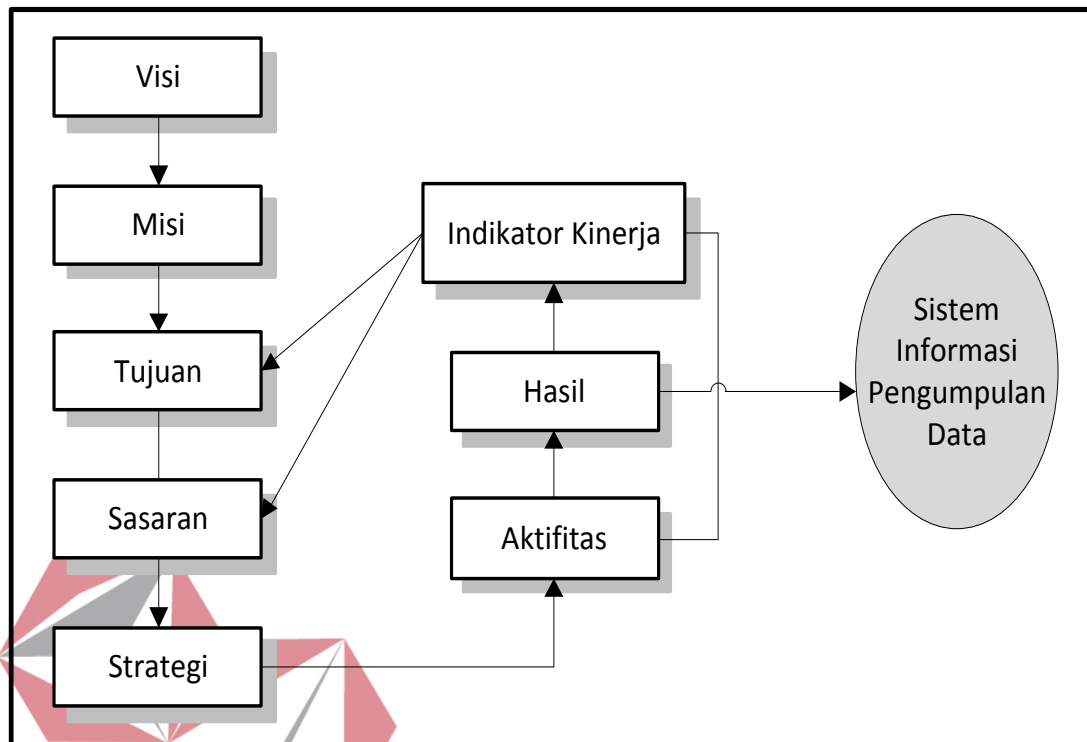 Visi
Misi
Tujuan
Sasaran
Strategi
Indikator Kinerja
Hasil
Aktifitas
Sistem
Informasi
Pengumpulan
Data